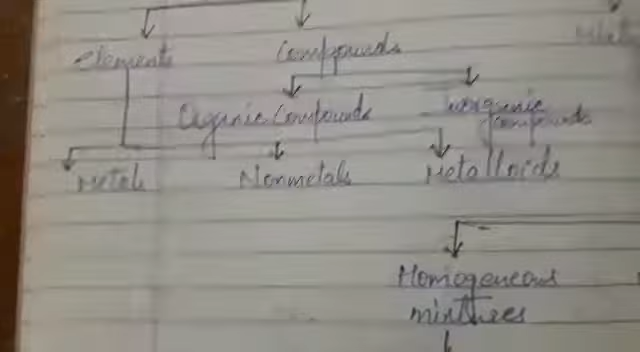 Elements
Compounds
Organic Compounds
Inorganic
Compounds
Metals
Nonmetals
Metalloids
Homogeneous
mixtures